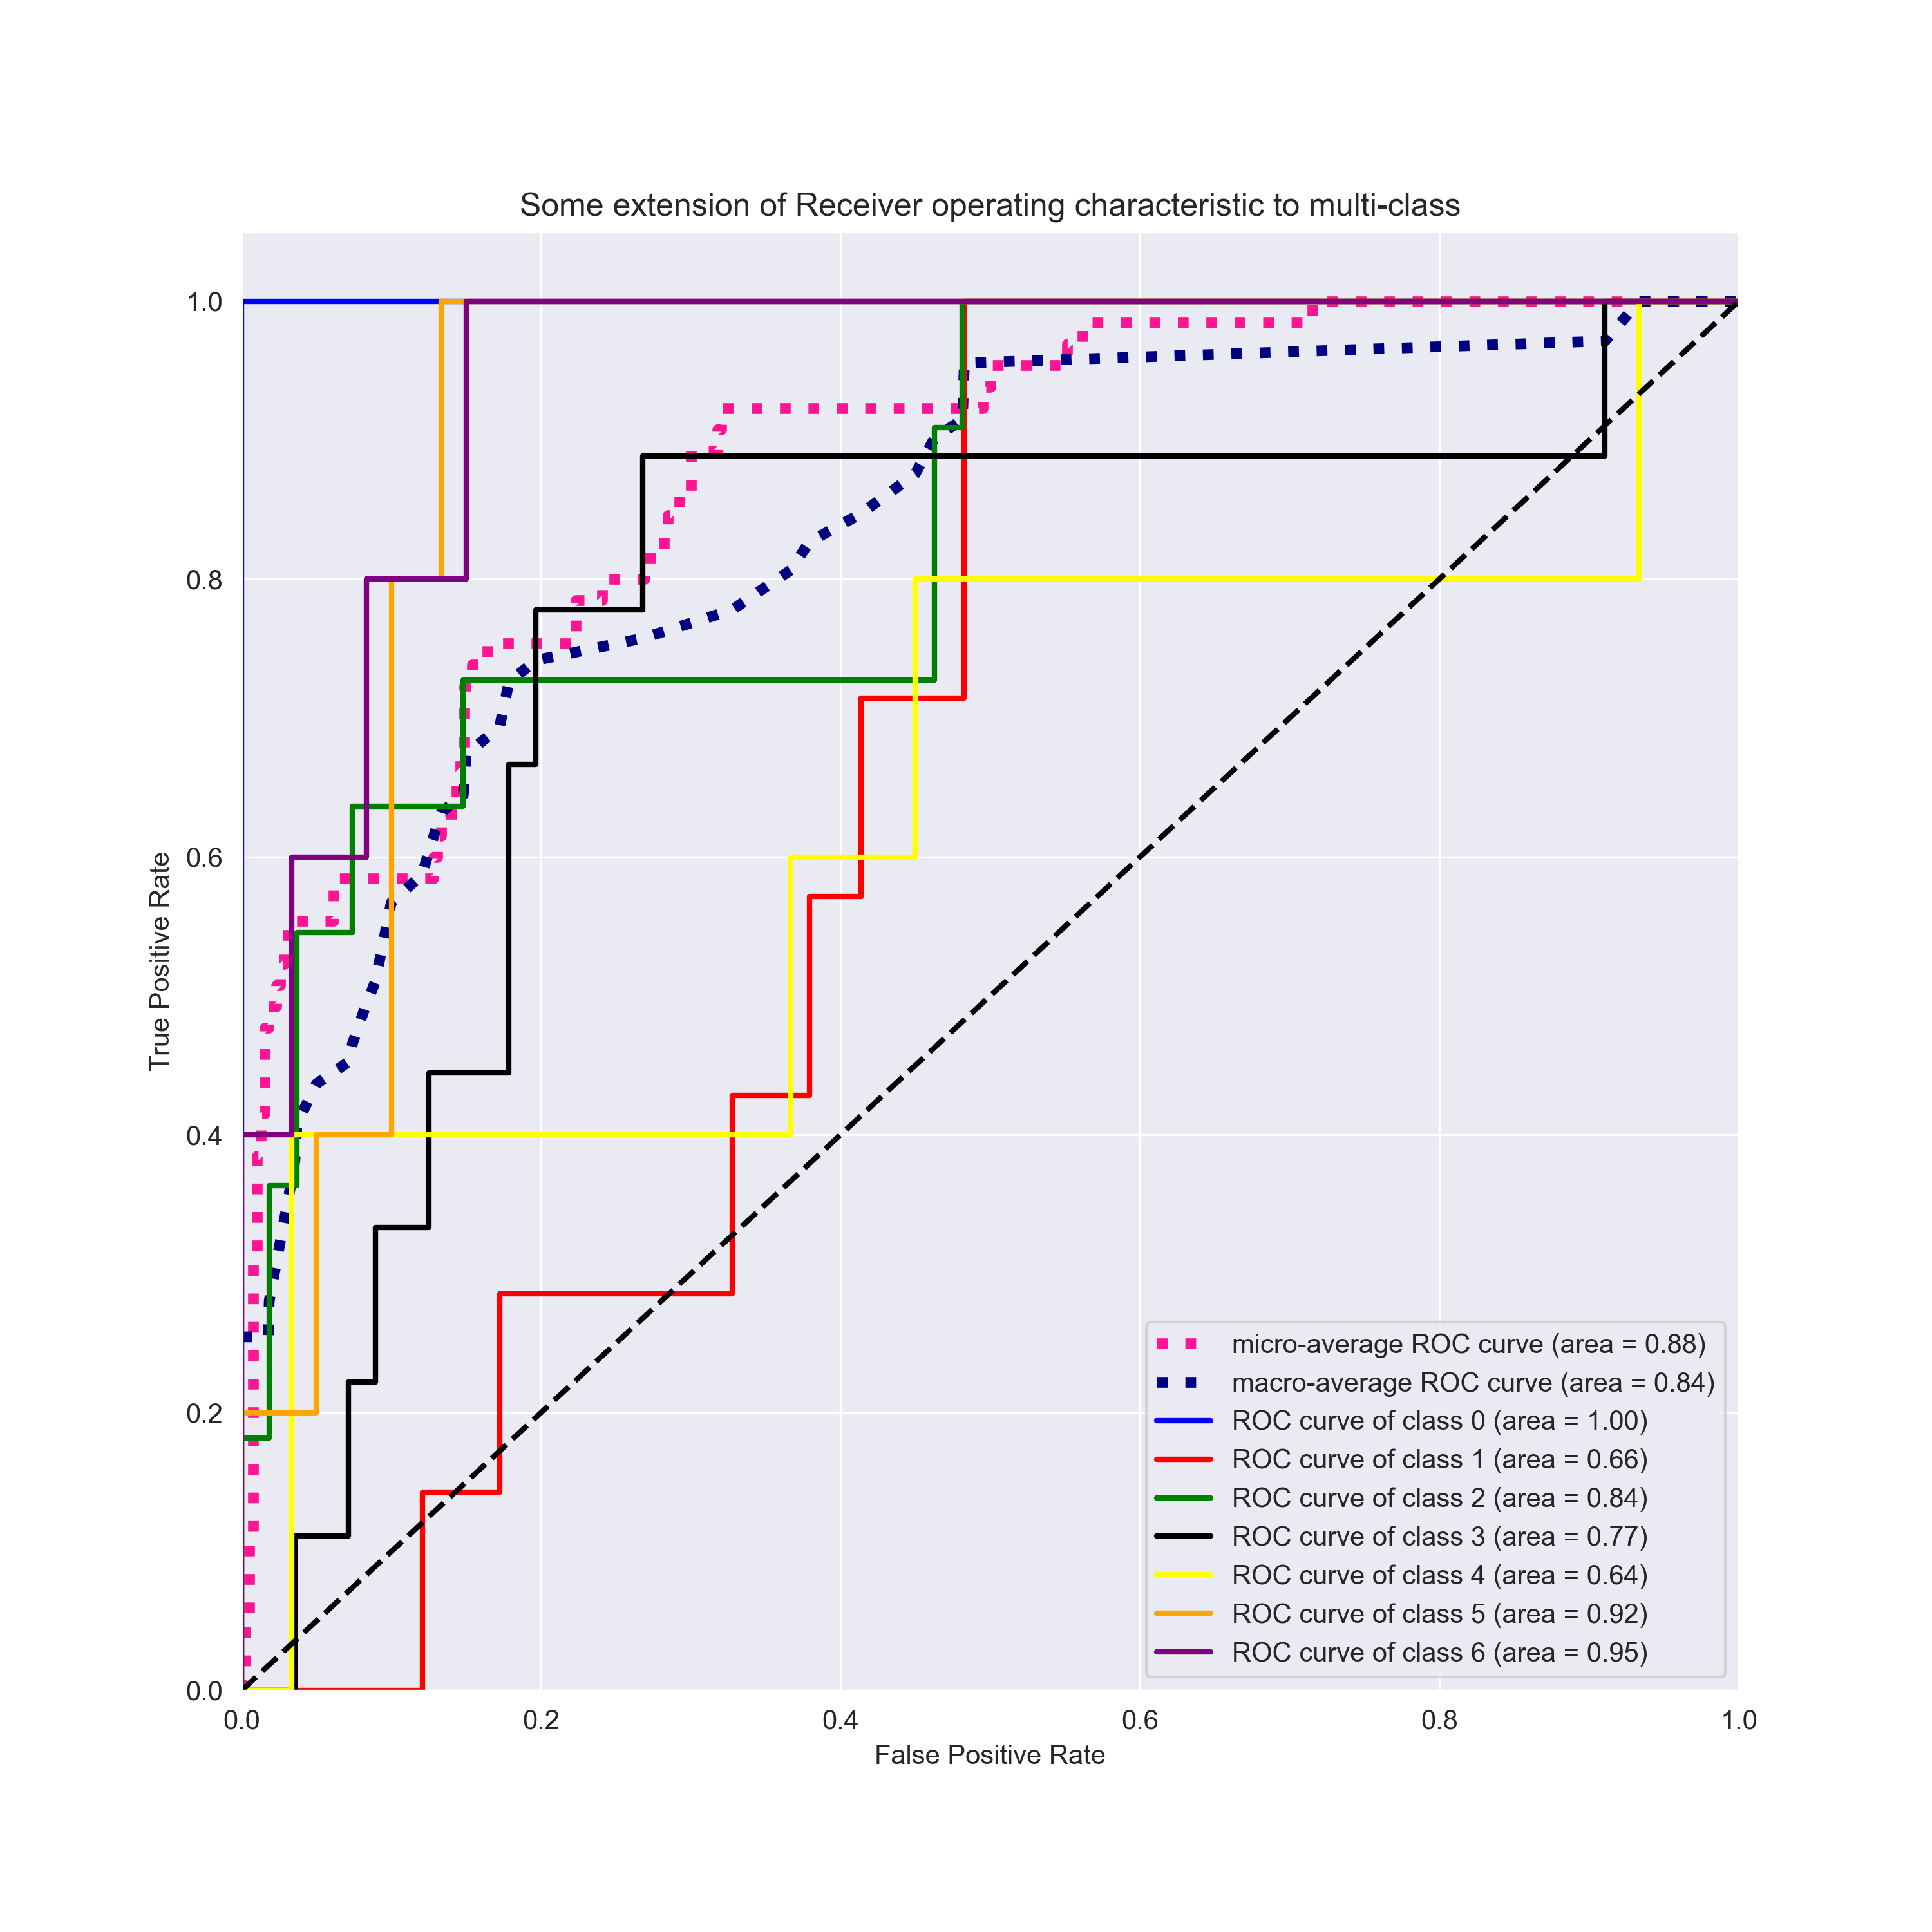 Some extension of Receiver operating characteristic to multi-class
1.0
0.8
0.6
0.4
0.2
0.0
True Positive Rate
micro-average ROC curve (area = 0.88)
macro-average ROC curve (area = 0.84)
ROC curve of class 0 (area = 1.00)
ROC curve of class 1 (area = 0.66)
ROC curve of class 2 (area = 0.84)
ROC curve of class 3 (area = 0.77)
ROC curve of class 4 (area = 0.64)
ROC curve of class 5 (area = 0.92)
ROC curve of class 6 (area = 0.95)
0.0 0.2 0.4 0.6 0.8 1.0
False Positive Rate